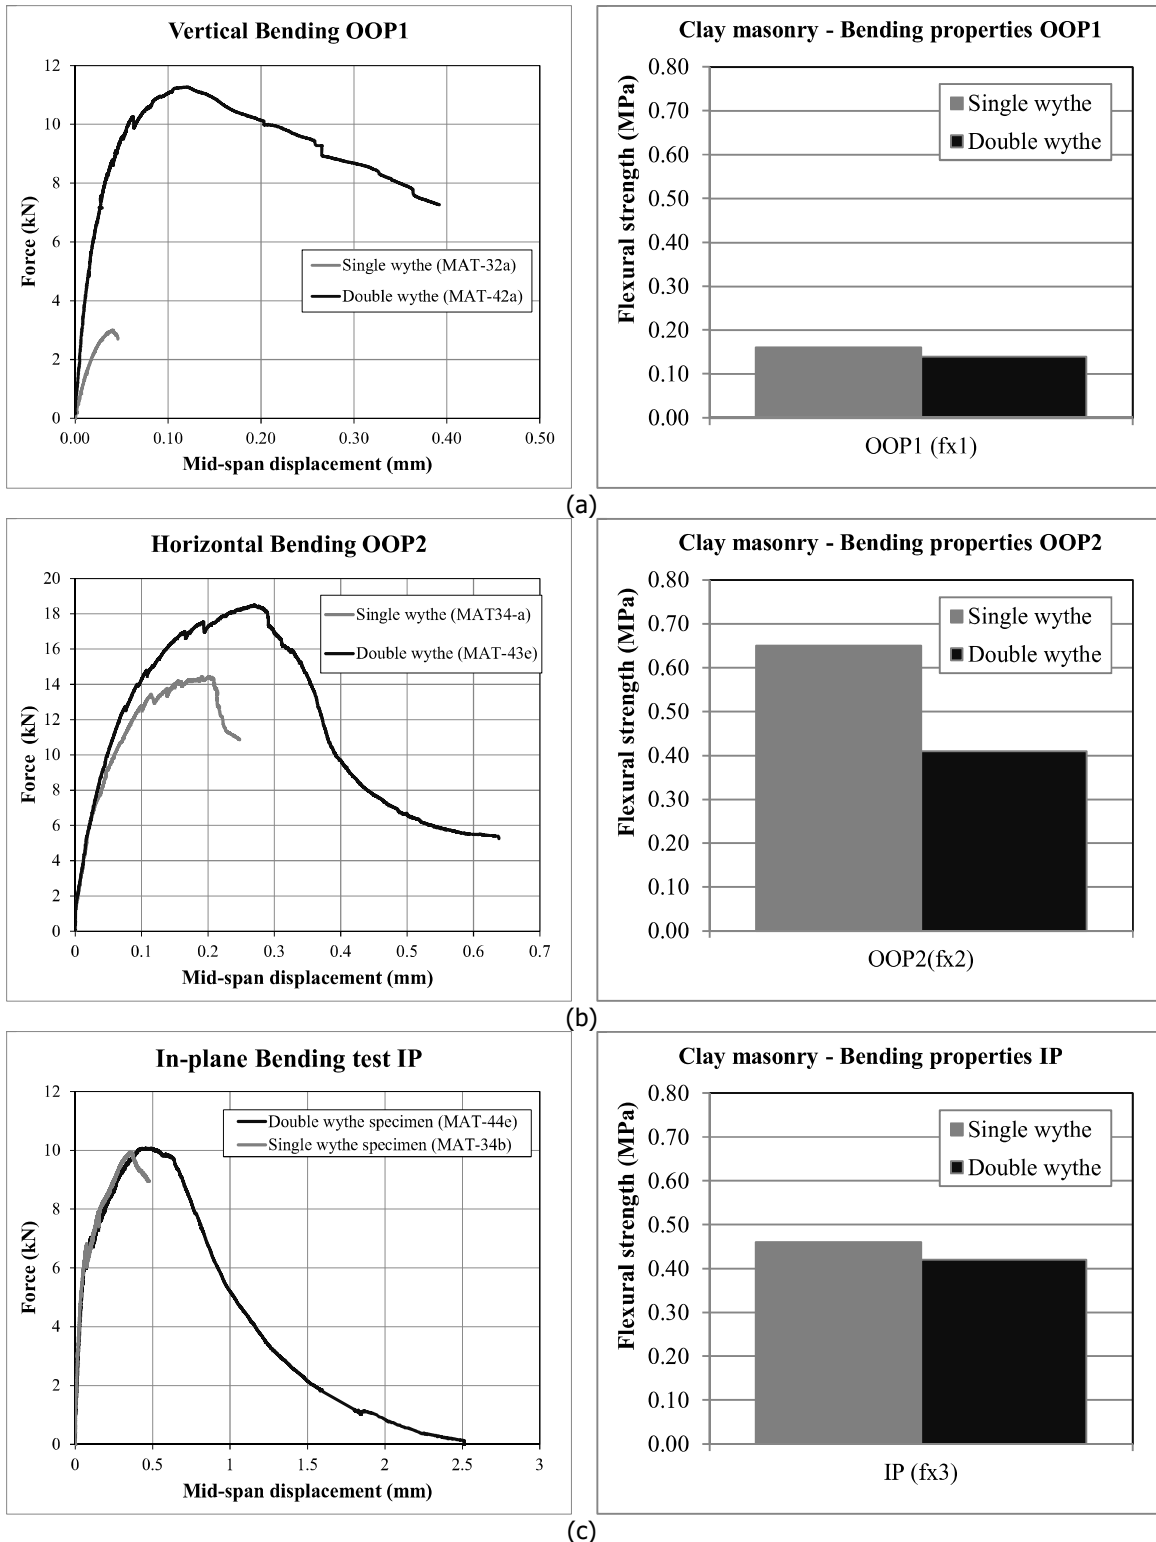 Vertical Bending OOP1
12
10
8
6
4
2
0
Force (kN)
Single wythe (MAT-32a)
Double wythe (MAT-42a)
0.00 0.10 0.20 0.30 0.40 0.50
Mid-span displacement (mm)
Clay masonry - Bending properties OOP1
0.80
0.70
0.60
0.50
0.40
0.30
0.20
0.10
0.00
Flexural strength (MPa)
Single wythe
Double wythe
OOP1 (fx1)
(a)
Horizontal Bending OOP2
20
18
16
14
12
10
8
6
4
2
0
Force (kN)
Single wythe (MAT34-a)
Double wythe (MAT-43e)
0 0.1 0.2 0.3 0.4 0.5 0.6 0.7
Mid-span displacement (mm)
Clay masonry - Bending properties OOP2
0.80
0.70
0.60
0.50
0.40
0.30
0.20
0.10
0.00
Flexural strength (MPa)
Single wythe
Double wythe
OOP2(fx2)
(b)
In-plane Bending test IP
12
10
8
6
4
2
0
Force (kN)
Double wythe specimen (MAT-44e)
Single wythe specimen (MAT-34b)
0 0.5 1 1.5 2 2.5 3
Mid-span displacement (mm)
Clay masonry - Bending properties IP
0.80
0.70
0.60
0.50
0.40
0.30
0.20
0.10
0.00
Flexural strength (MPa)
Single wythe
Double wythe
IP (fx3)
(c)